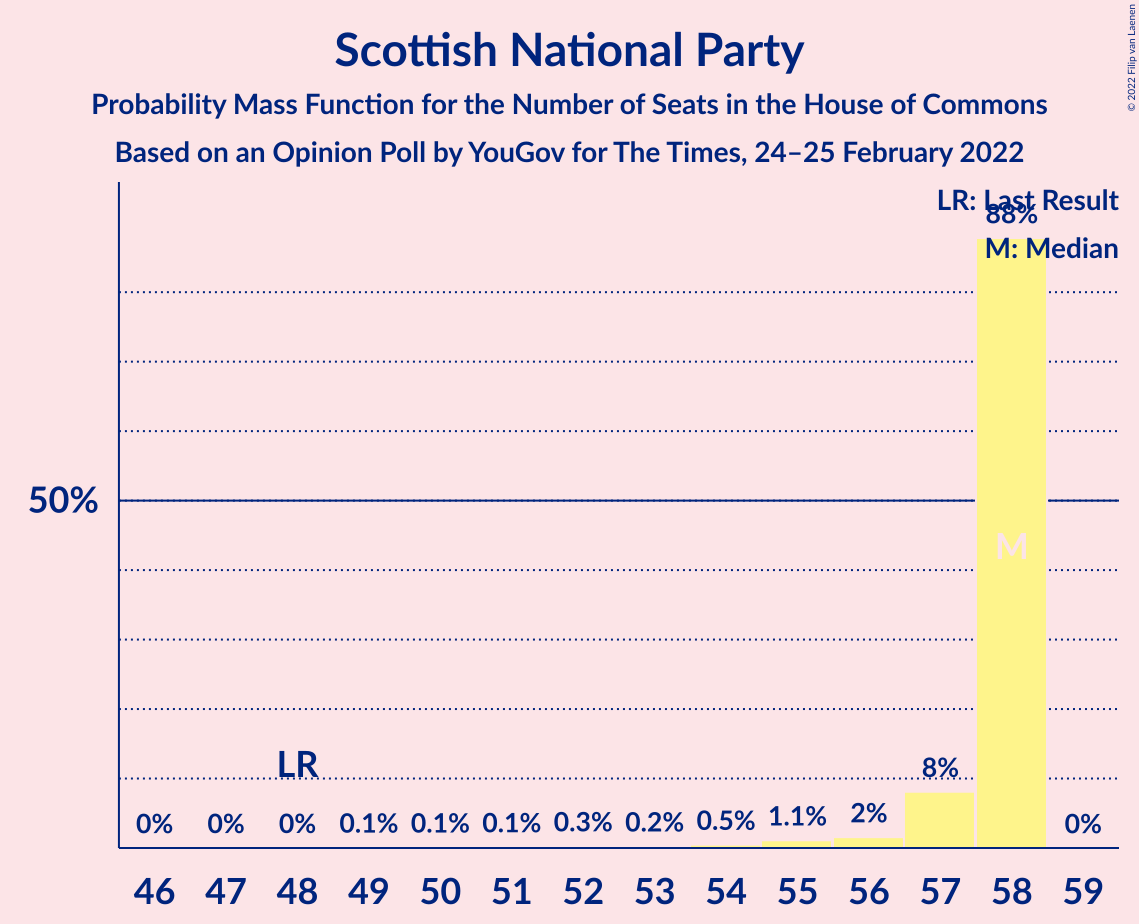 © 2022 Filip van Laenen
Scottish National Party
Probability Mass Function for the Number of Seats in the House of Commons
Based on an Opinion Poll by YouGov for The Times, 24–25 February 2022
LR: Last Result
88%
M: Median
50%
M
LR
8%
0% 0% 0% 0.1% 0.1% 0.1% 0.3% 0.2% 0.5% 1.1% 2% 0%
46 47 48 49 50 51 52 53 54 55 56 57 58 59